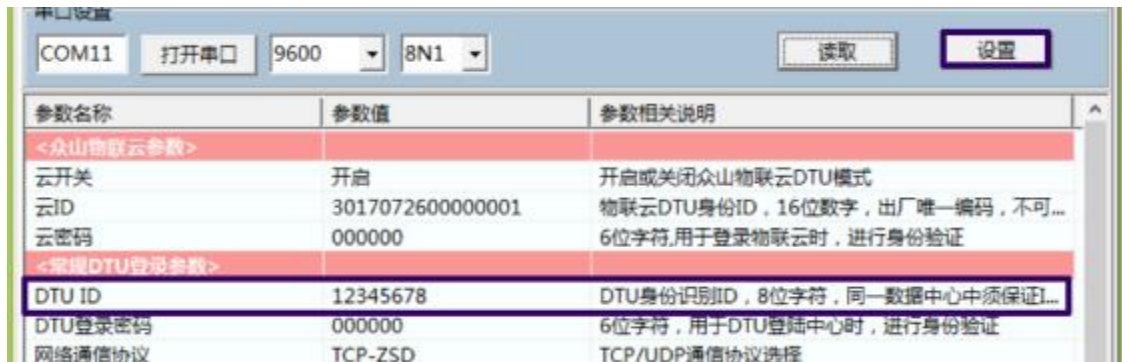 串口设置
COM11 打开串口 9600 8N1 读取 设置
参数名称 参数值 参数相关说明
<众山物联云参数>
云开关 开启 开启或关闭众山物联云DTU模式
云ID 3017072600000001 物联云DTU身份ID，16位数字，出厂唯一编码，不可...
云密码 000000 6位字符,用于登录物联云时，进行身份验证
<常规DTU登录参数>
DTU ID 12345678 DTU身份识别ID，8位字符，同一数据中心中须保证I...
DTU登录密码 000000 6位字符，用于DTU登陆中心时，进行身份验证
网络通信协议 TCP-ZSD TCP/UDP通信协议选择